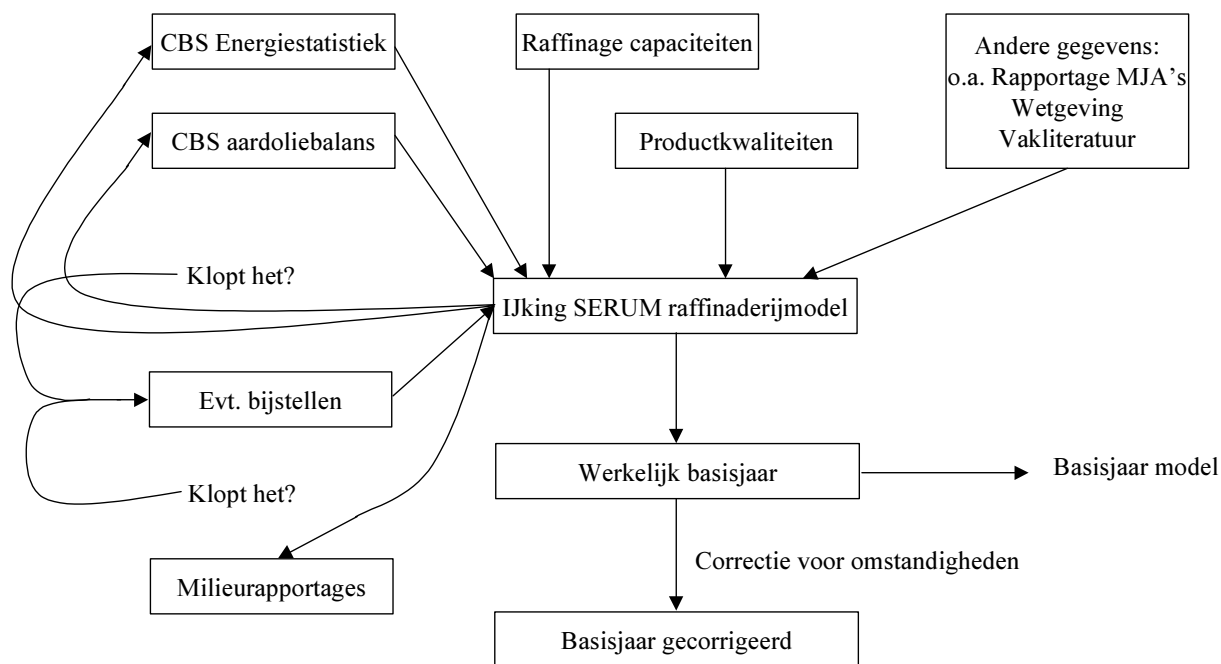 CBS Energiestatistiek
Raffinage capaciteiten
Andere gegevens:
o.a. Rapportage MJA's
Wetgeving
Vakliteratuur
CBS aardoliebalans
Productkwaliteiten
Klopt het?
IJking SERUM raffinaderijmodel
Evt. bijstellen
Werkelijk basisjaar
Basisjaar model
Klopt het?
Correctie voor omstandigheden
Milieurapportages
Basisjaar gecorrigeerd